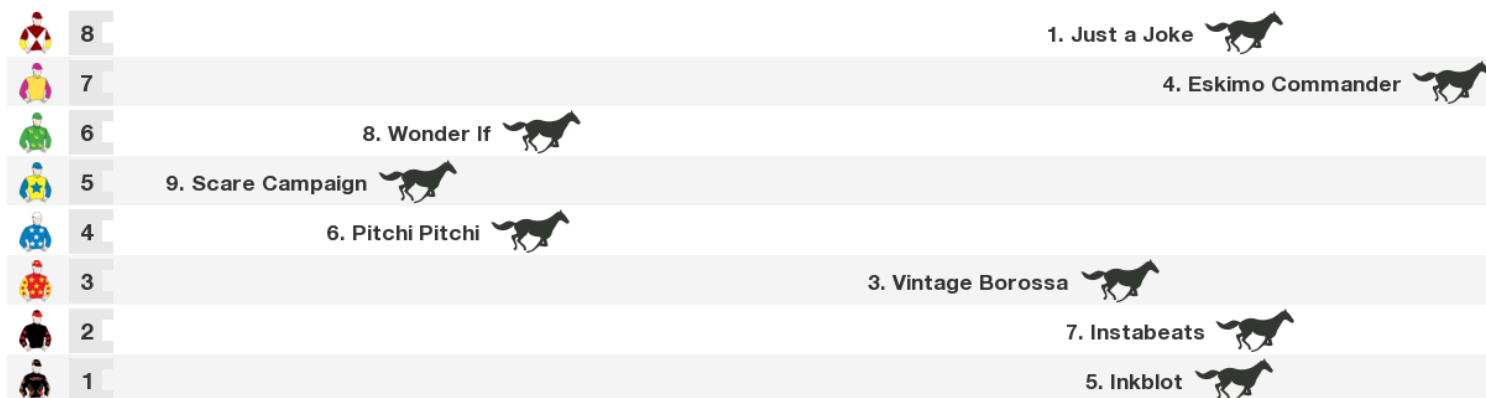 8 1. Just a Joke
7 4. Eskimo Commander
6 8. Wonder If
5 9. Scare Campaign
4 6. Pitchi Pitchi
3 3. Vintage Borossa
2 7. Instabeats
1 5. Inkblot